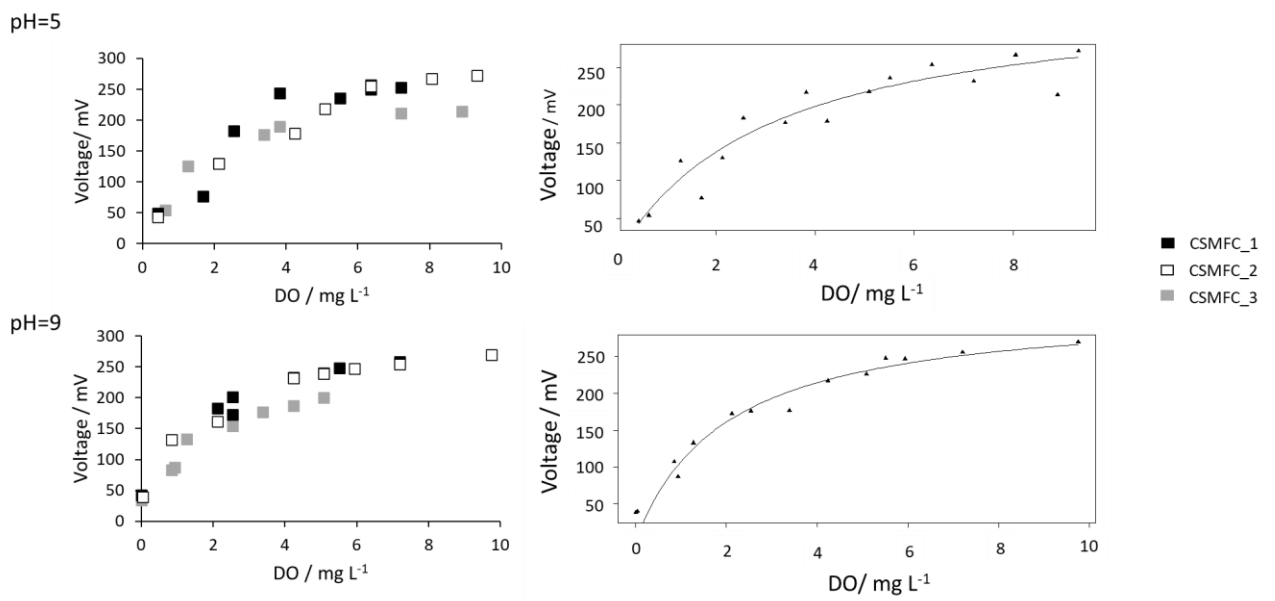 pH=5
300
250
200
150
100
50
0
Voltage/ mV
0 2 4 6 8 10
DO / mg L⁻¹
250
200
150
100
50
Voltage/ mV
0 2 4 6 8
DO/ mg L⁻¹
CSMFC_1
CSMFC_2
CSMFC_3
pH=9
300
250
200
150
100
50
0
Voltage / mV
0 2 4 6 8 10
DO / mg L⁻¹
250
200
150
100
50
Voltage / mV
0 2 4 6 8 10
DO/ mg L⁻¹